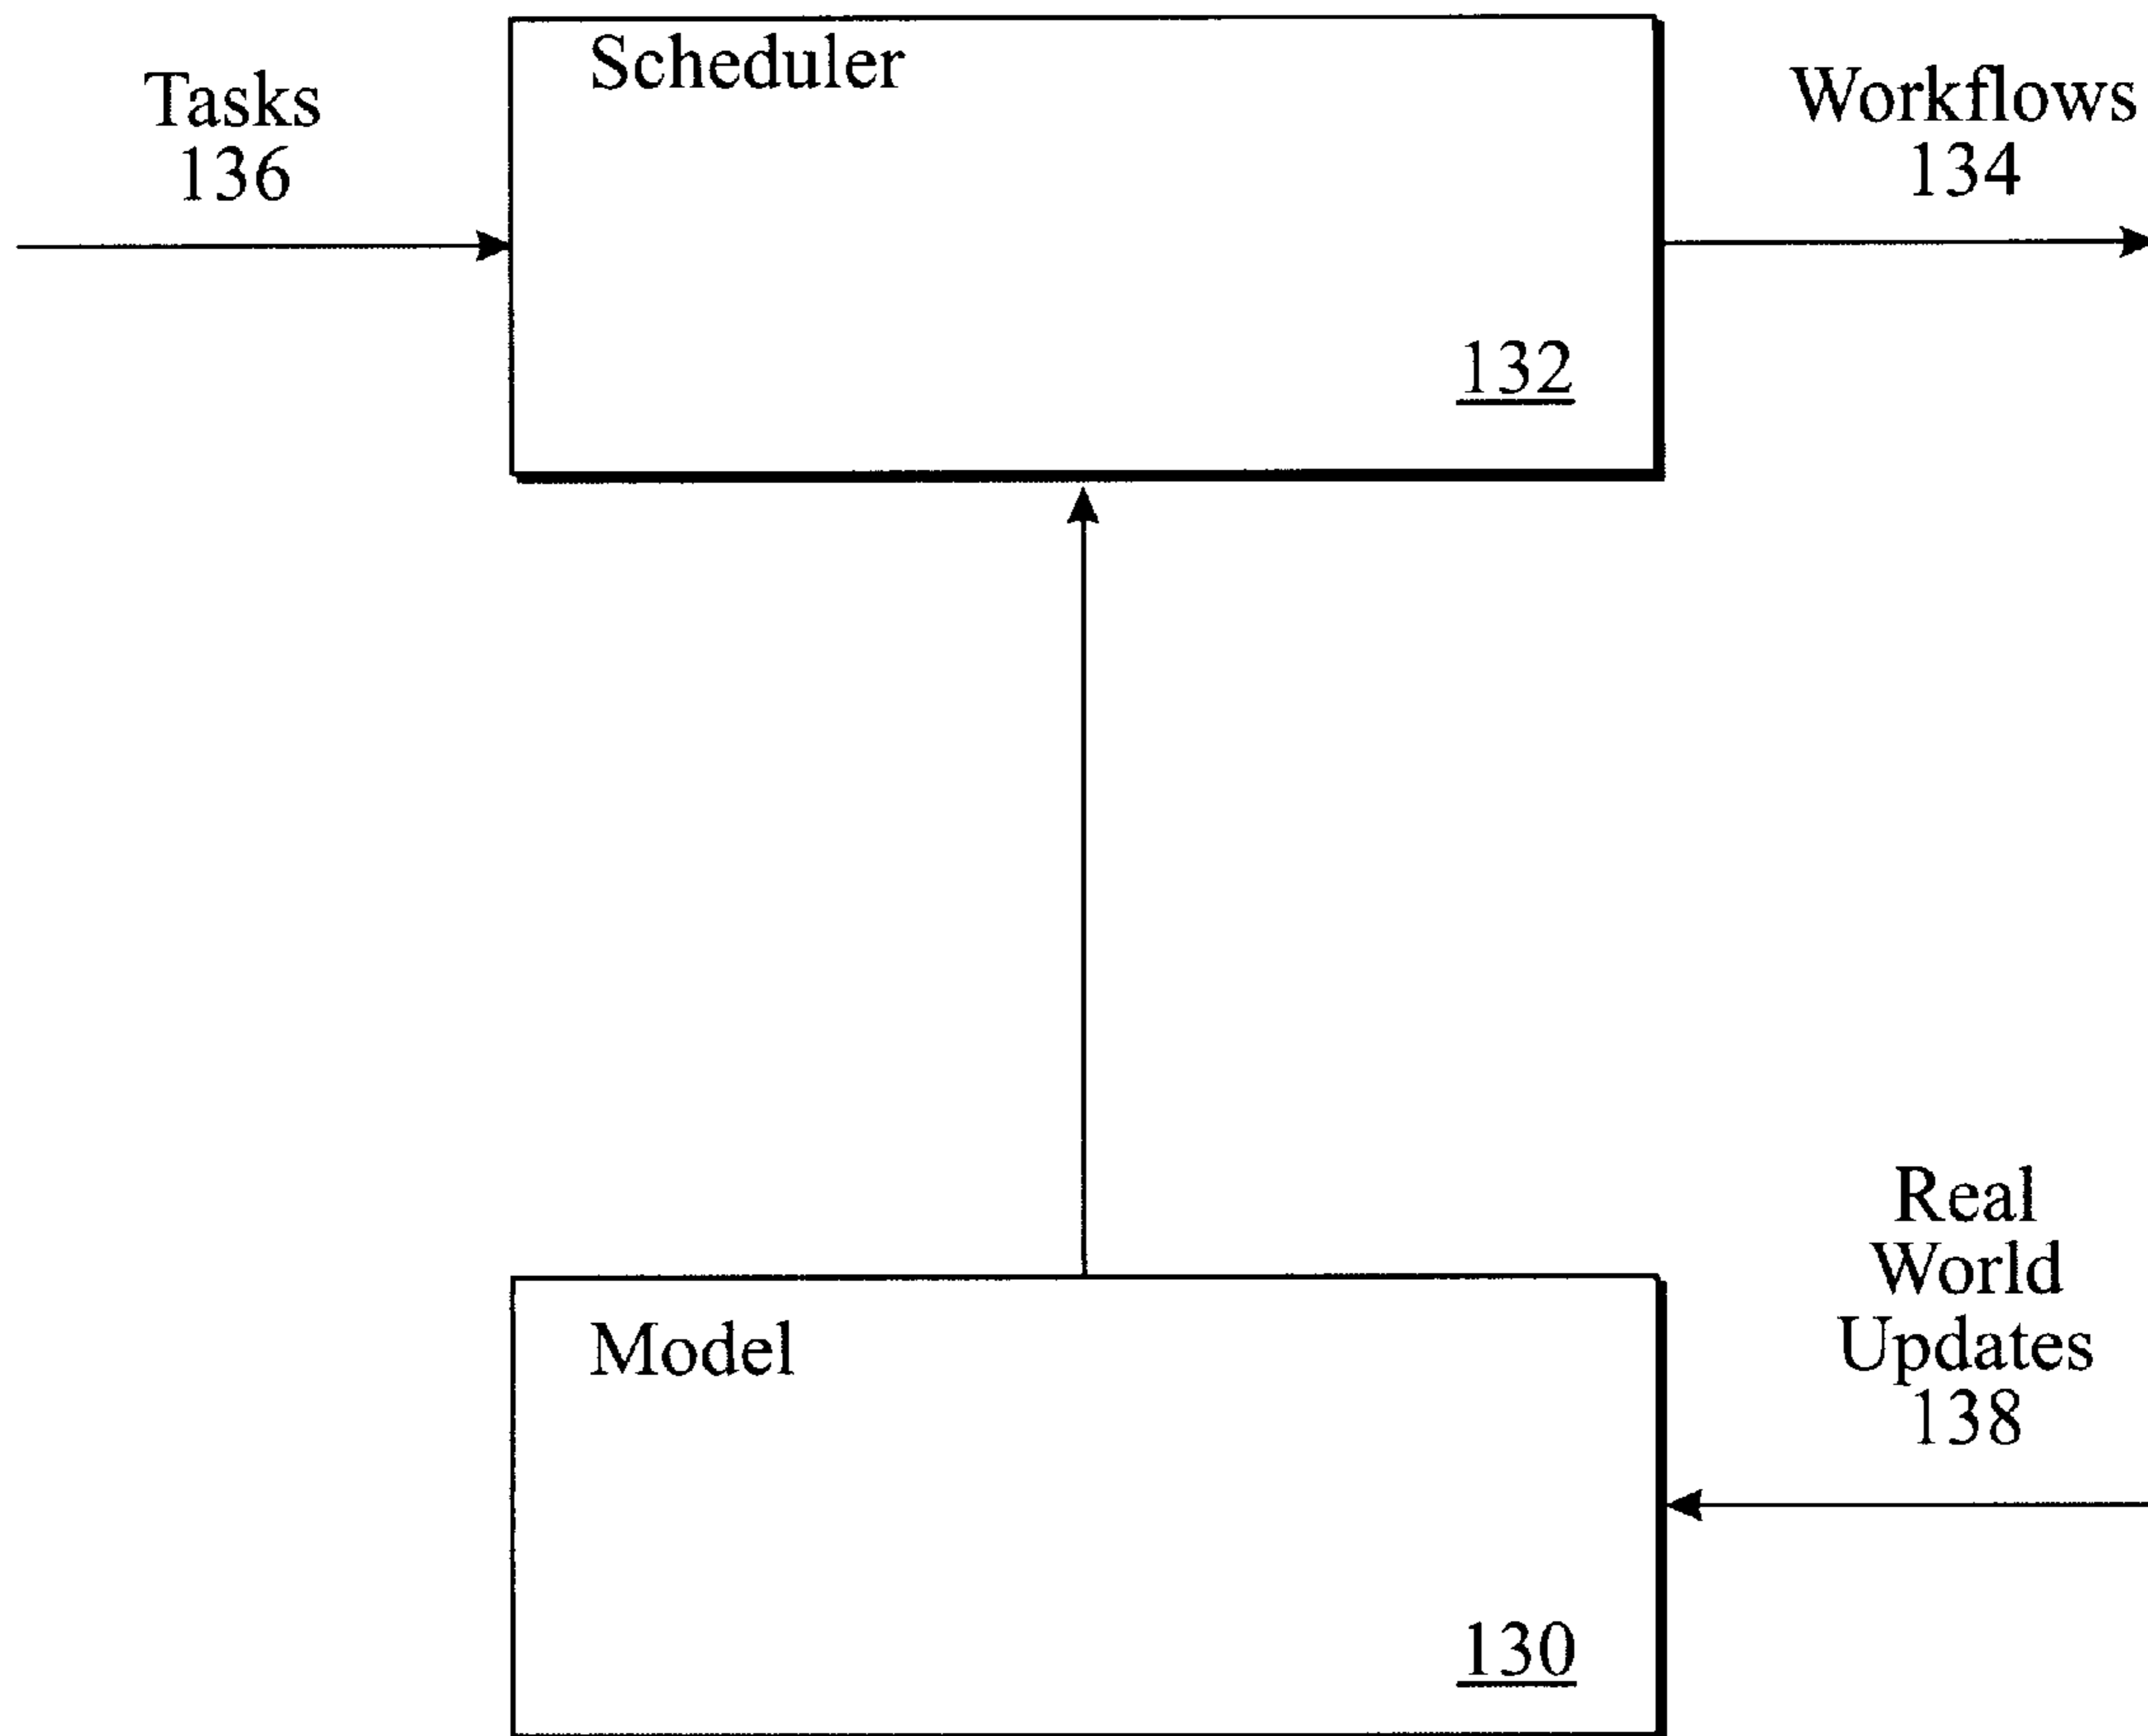 Tasks
136
Scheduler
132
Workflows
134
Model
130
Real
World
Updates
138